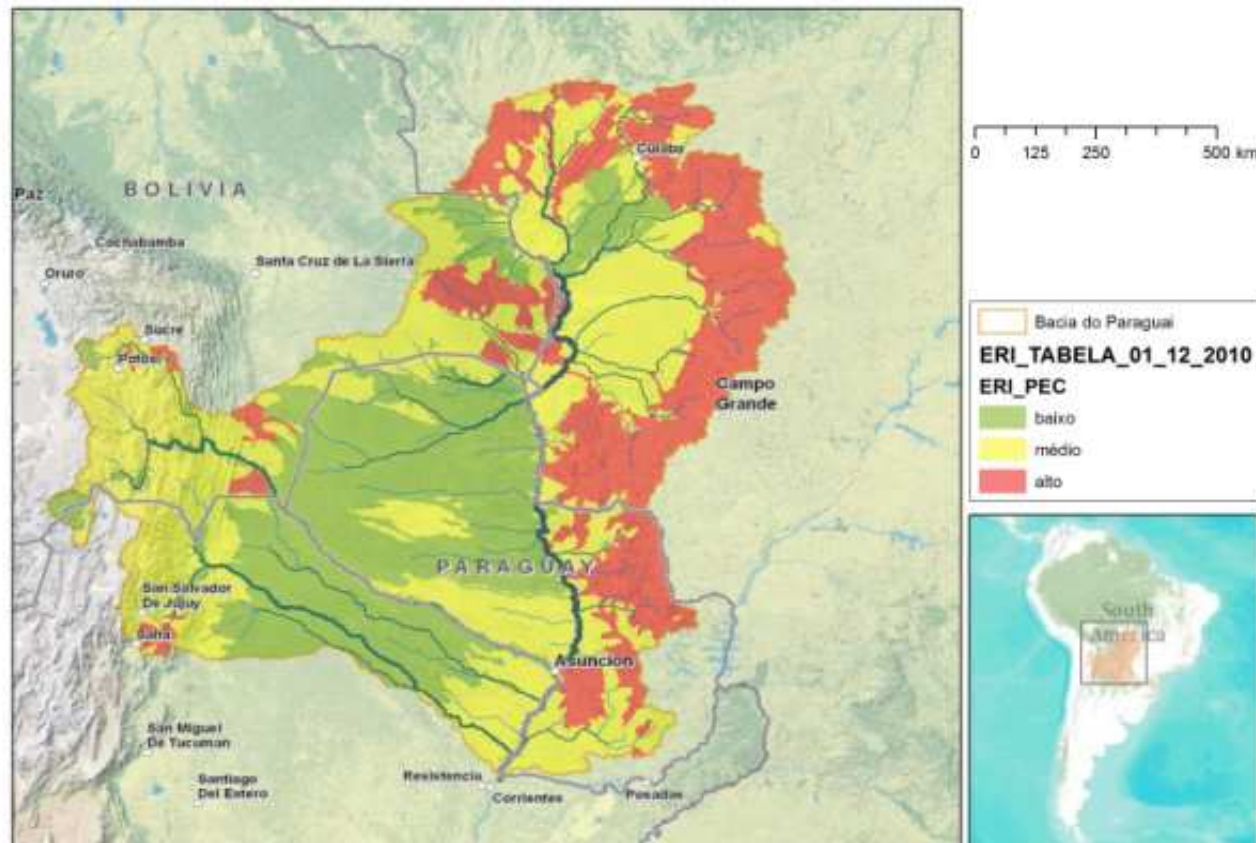 Cuiaba
BOLIVIA
Paz
Cochabamba
Santa Cruz de La Sierra
Oruro
Sucre
Potosi
Campo
Grande
PARAGUAY
San Salvador
De Jujuy
Salta
Asuncion
San Miguel
De Tucuman
Resistencia
Santiago
Del Estero
Corrientes
Posadas
0 125 250 500 km
Bacia do Paraguai
ERI_TABELA_01_12_2010
ERI_PEC
baixo
médio
alto
South
America